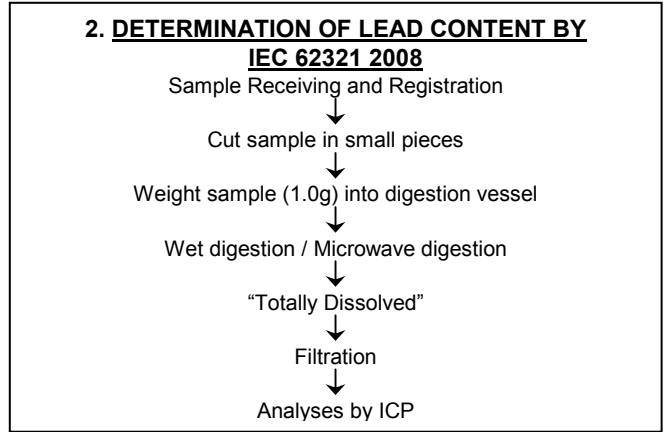 2. DETERMINATION OF LEAD CONTENT BY
IEC 62321 2008
Sample Receiving and Registration
Cut sample in small pieces
Weight sample (1.0g) into digestion vessel
Wet digestion / Microwave digestion
“Totally Dissolved”
Filtration
Analyses by ICP